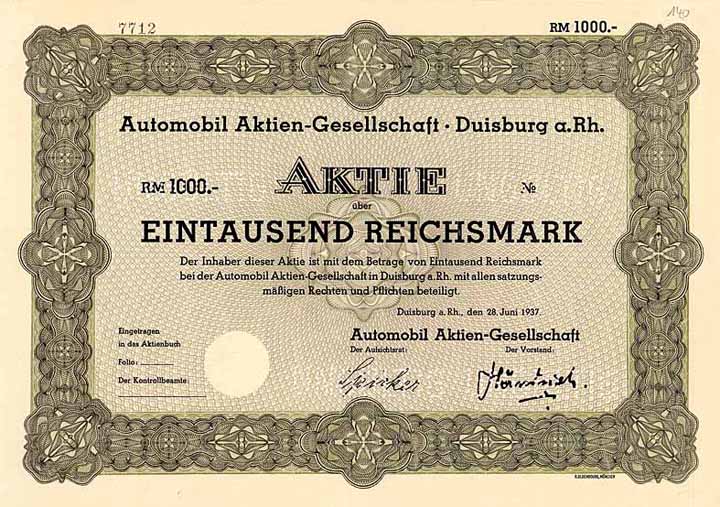 140
7712 RM 1000.-
Automobil Aktien-Gesellschaft · Duisburg a.Rh.
RM 1000.- AKTIE №
über
EINTAUSEND REICHSMARK
Der Inhaber dieser Aktie ist mit dem Betrage von Eintausend Reichsmark
bei der Automobil Aktien-Gesellschaft in Duisburg a.Rh. mit allen satzungs-
mäßigen Rechten und Pflichten beteiligt.
Duisburg a. Rh., den 28. Juni 1937.
Eingetragen
in das Aktienbuch
Folio:
Der Kontrollbeamte:
Automobil Aktien-Gesellschaft
Der Aufsichtsrat: Der Vorstand:
R.OLDENBOURG, MÜNCHEN